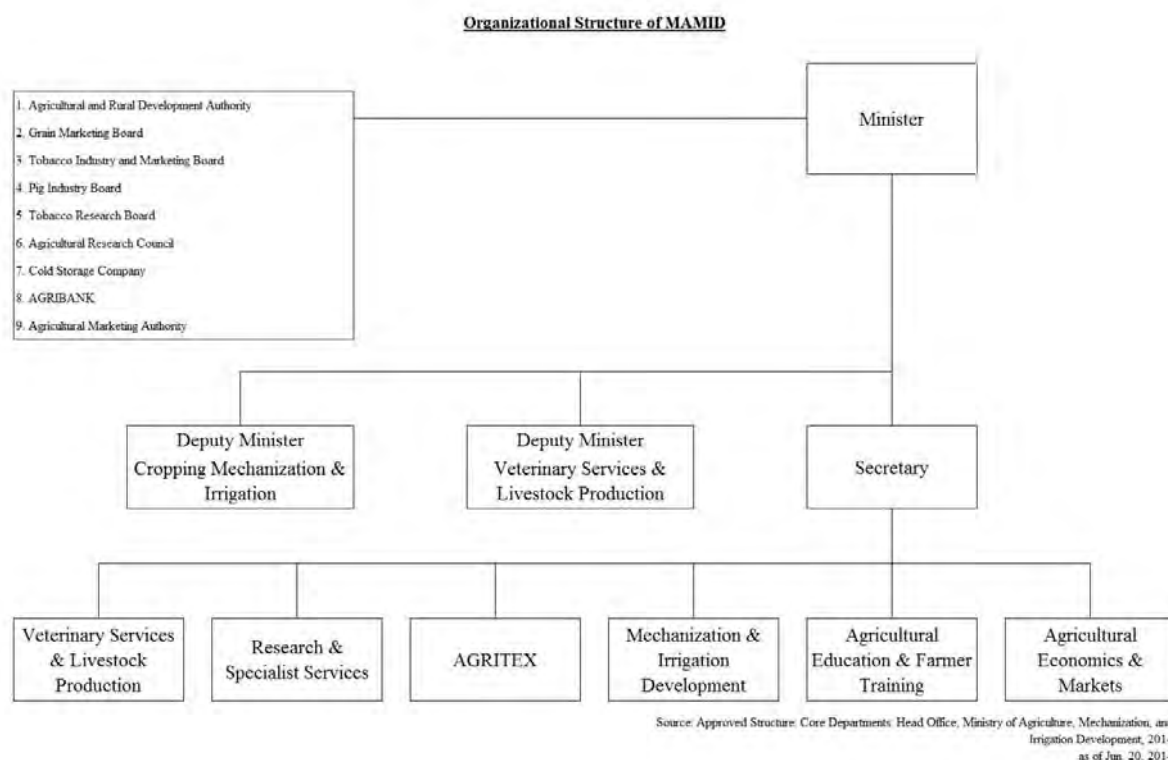 Organizational Structure of MAMID
Minister
1. Agricultural and Rural Development Authority
2. Grain Marketing Board
3. Tobacco Industry and Marketing Board
4. Pig Industry Board
5. Tobacco Research Board
6. Agricultural Research Council
7. Cold Storage Company
8. AGRIBANK
9. Agricultural Marketing Authority
Deputy Minister
Cropping Mechanization &
Irrigation
Deputy Minister
Veterinary Services &
Livestock Production
Secretary
Veterinary Services
& Livestock
Production
Research &
Specialist Services
AGRITEX
Mechanization &
Irrigation
Development
Agricultural
Education & Farmer
Training
Agricultural
Economics &
Markets
Source: Approved Structure: Core Departments: Head Office, Ministry of Agriculture, Mechanization, an
Irrigation Development, 201
as of Jun. 20, 201